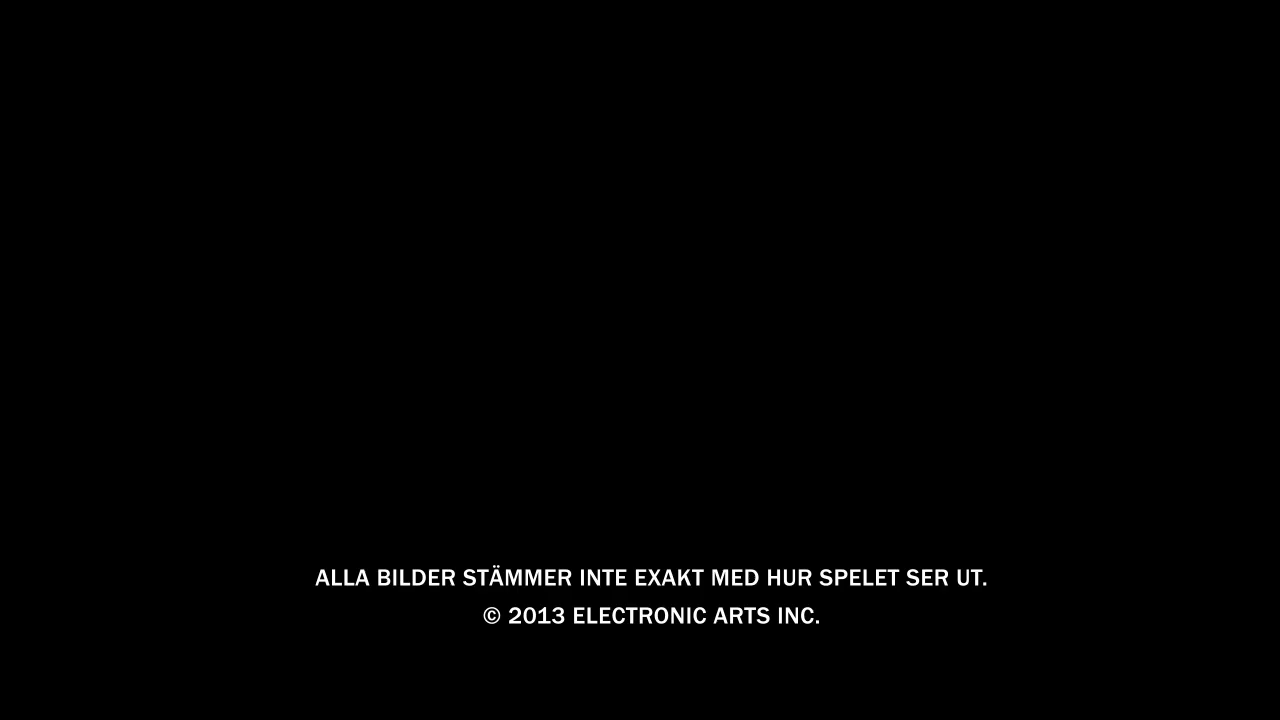 ALLA BILDER STÄMMER INTE EXAKT MED HUR SPELET SER UT.
© 2013 ELECTRONIC ARTS INC.